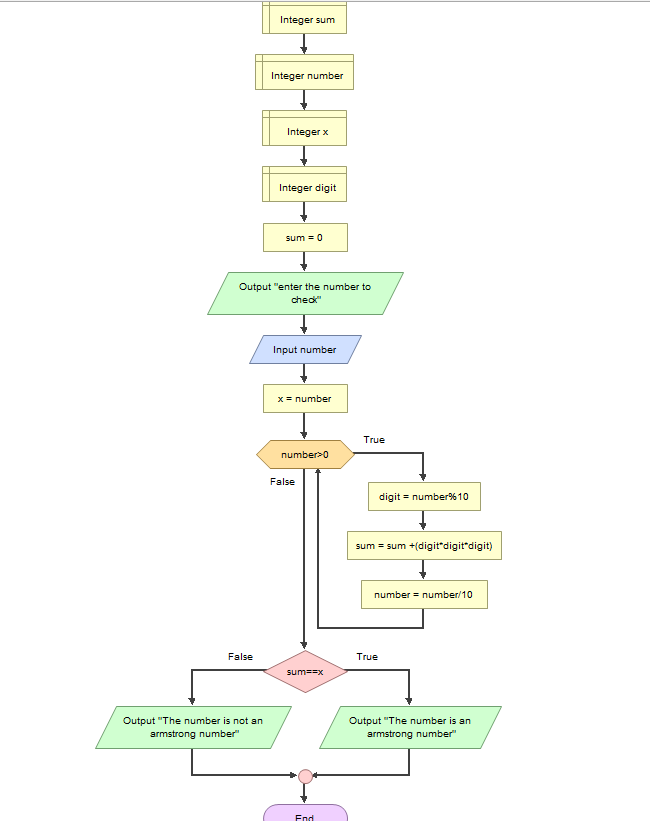 Integer sum
Integer number
Integer x
Integer digit
sum = 0
Output "enter the number to
check"
Input number
x = number
number>0
True
False
digit = number%10
sum = sum +(digit*digit*digit)
number = number/10
False
True
sum==x
Output "The number is not an
armstrong number"
Output "The number is an
armstrong number"
End